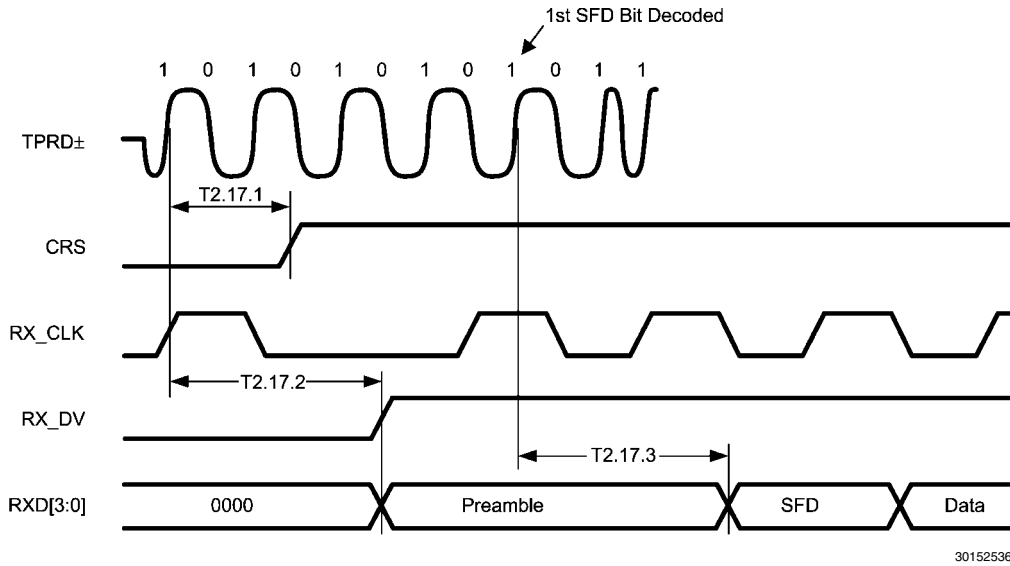 1st SFD Bit Decoded
1 0 1 0 1 0 1 0 1 0 1 1
TPRD±
T2.17.1
CRS
RX_CLK
T2.17.2
RX_DV
T2.17.3
RXD[3:0] 0000 Preamble SFD Data
30152536